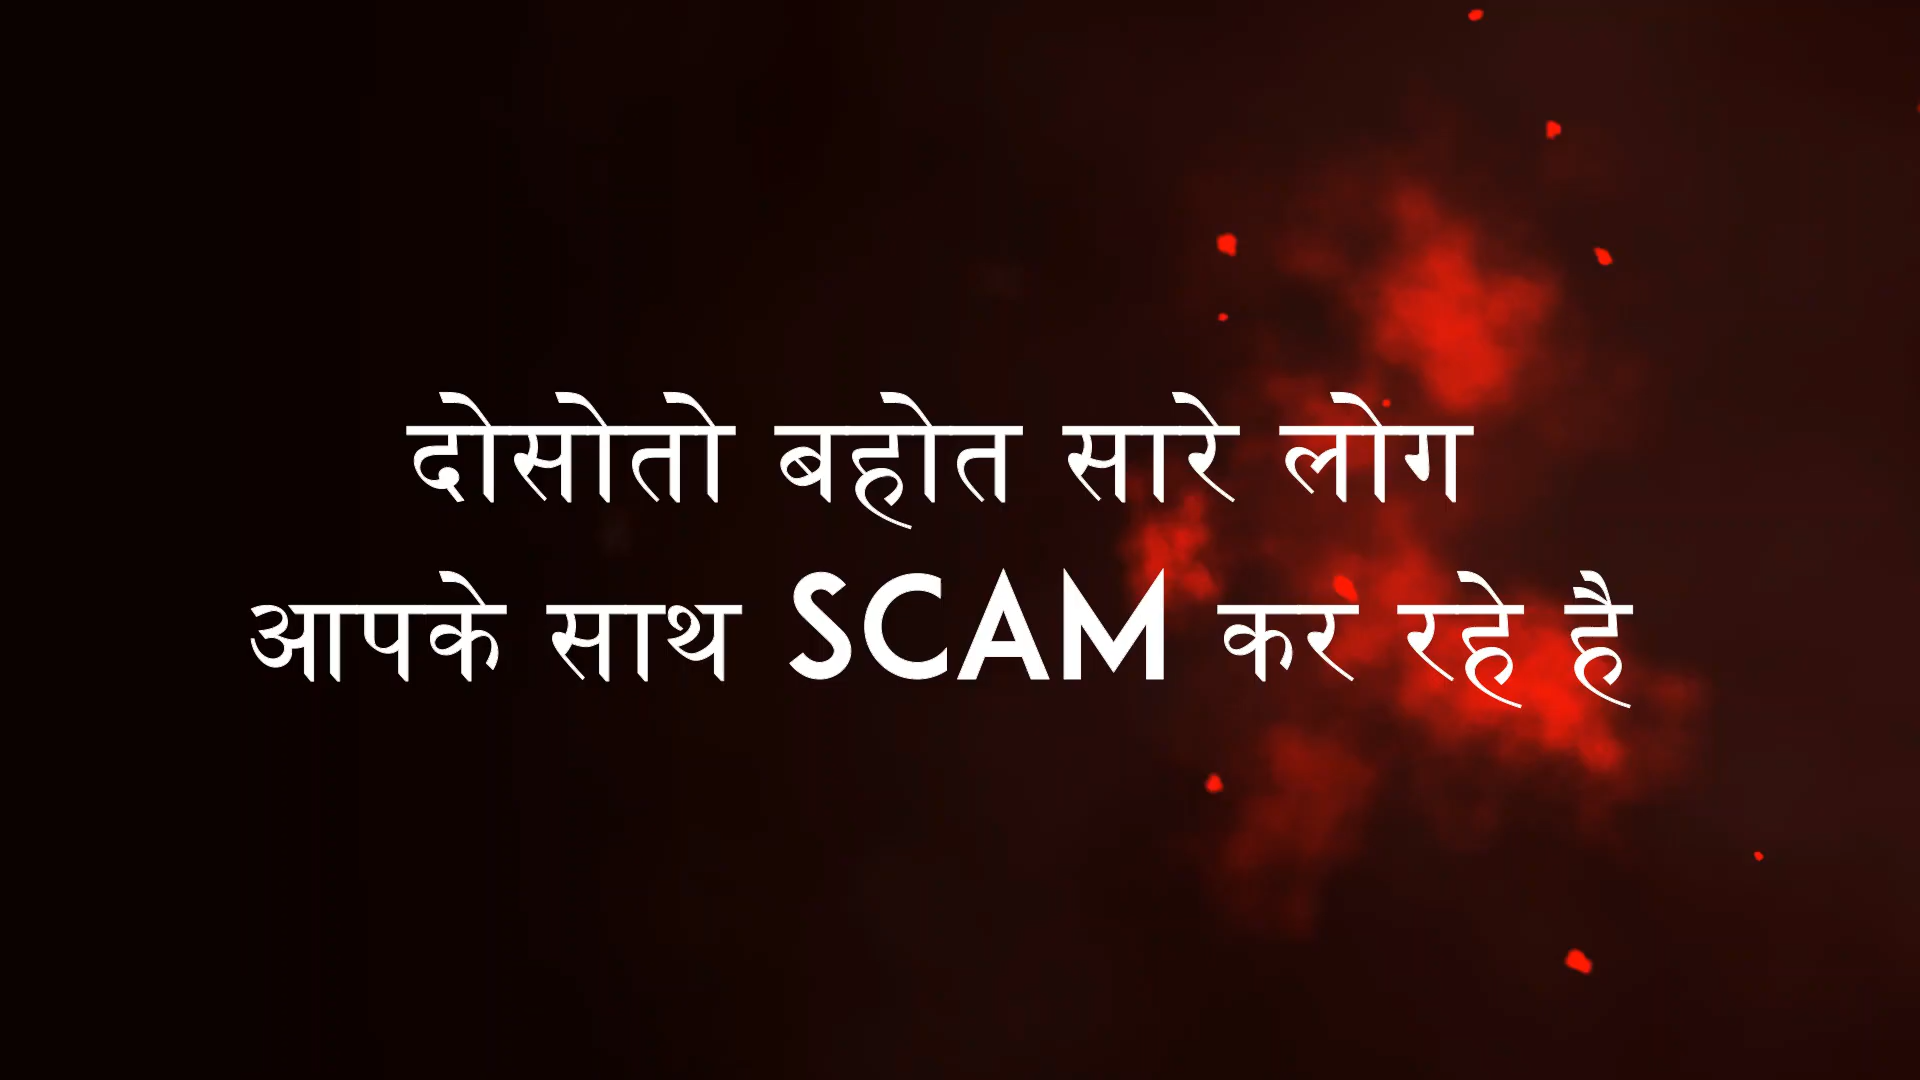 दोसोतो बहोत सारे लोग
आपके साथ SCAM कर रहे है